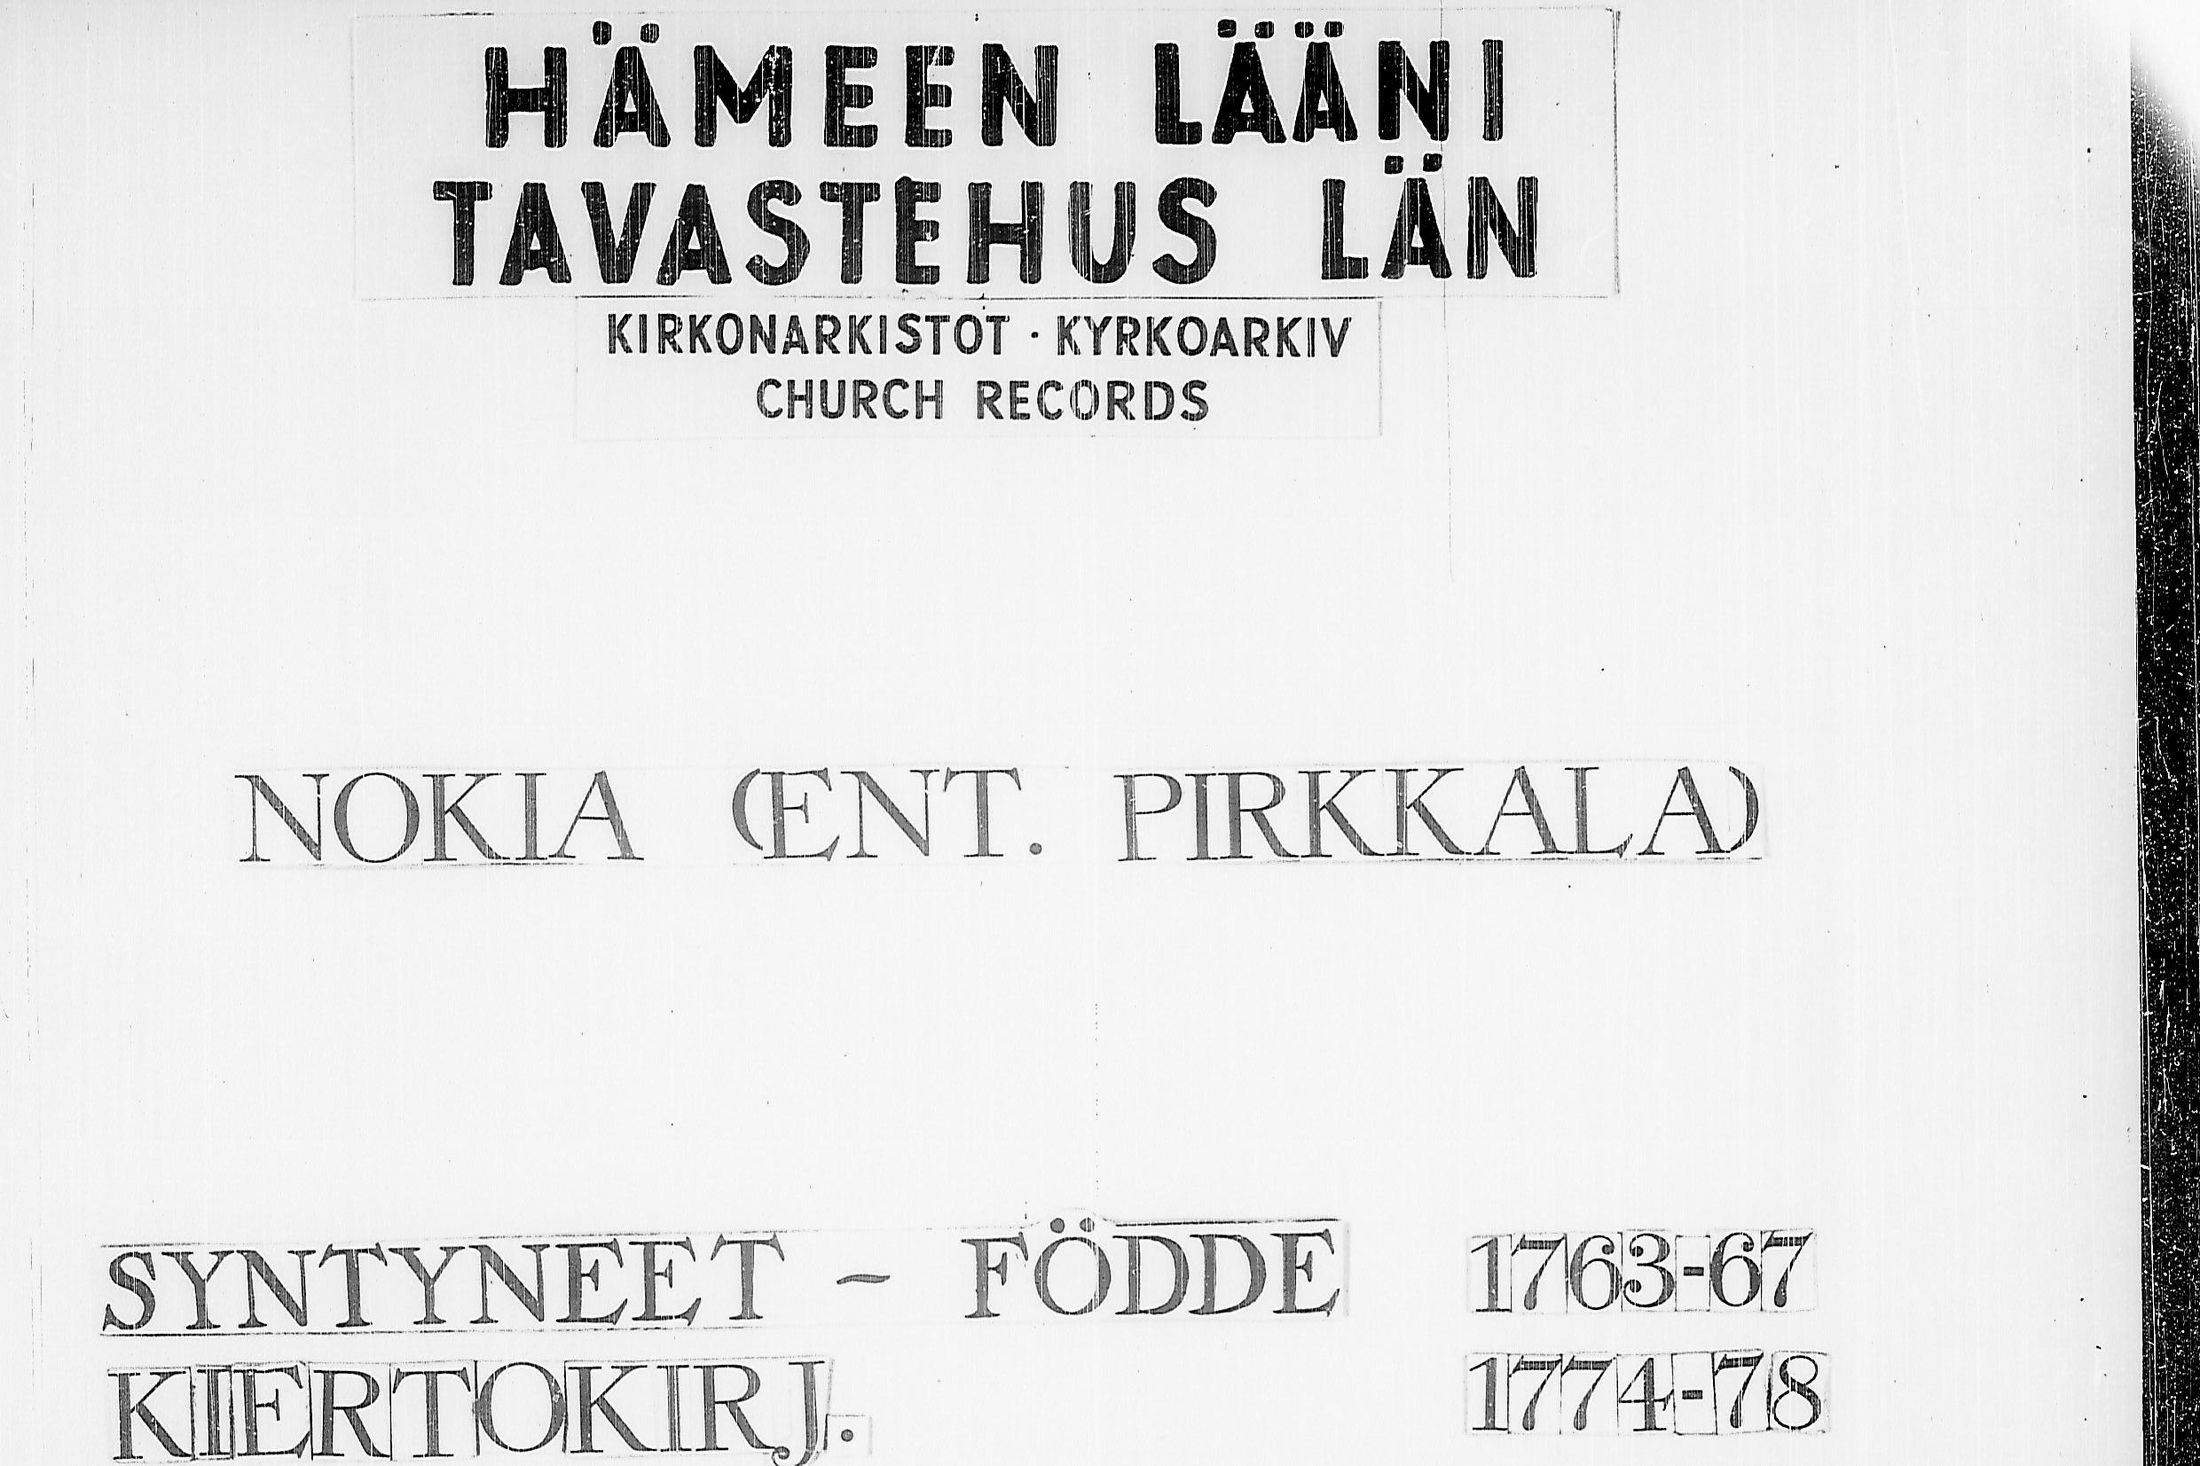 HÄMEEN LÄÄNI
TAVASTEHUS LÄN
KIRKONARKISTOT · KYRKOARKIV
CHURCH RECORDS
NOKIA (ENT. PIRKKALA)
SYNTYNEET - FÖDDE 1763-67
KIERTOKIRJ. 1774-78